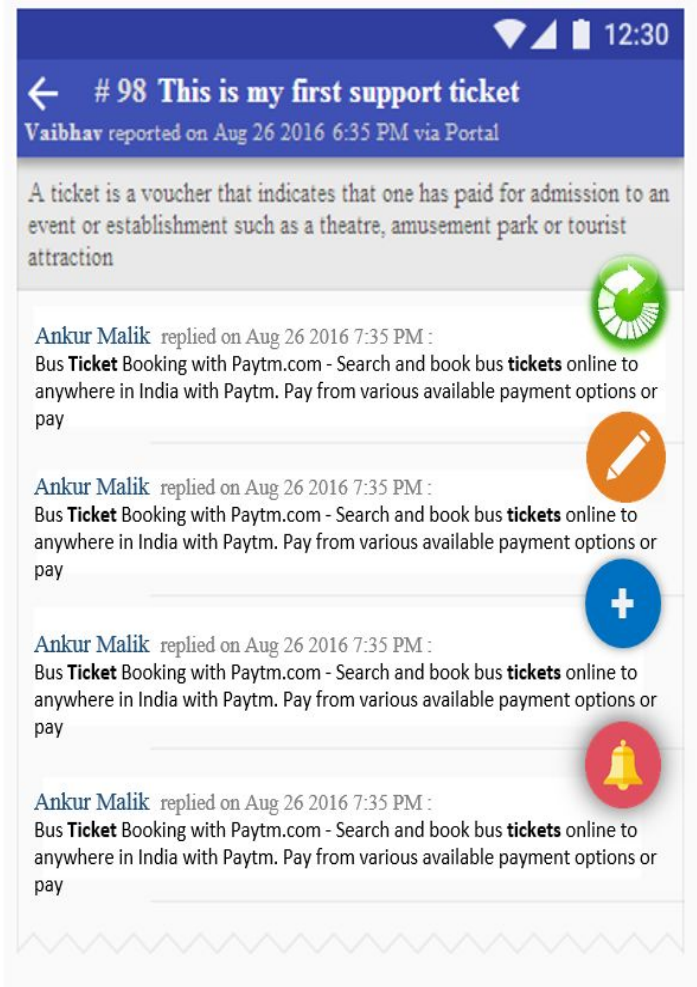 12:30
# 98 This is my first support ticket
Vaibhav reported on Aug 26 2016 6:35 PM via Portal
A ticket is a voucher that indicates that one has paid for admission to an
event or establishment such as a theatre, amusement park or tourist
attraction
Ankur Malik replied on Aug 26 2016 7:35 PM :
Bus Ticket Booking with Paytm.com - Search and book bus tickets online to
anywhere in India with Paytm. Pay from various available payment options or
pay
Ankur Malik replied on Aug 26 2016 7:35 PM :
Bus Ticket Booking with Paytm.com - Search and book bus tickets online to
anywhere in India with Paytm. Pay from various available payment options or
pay
Ankur Malik replied on Aug 26 2016 7:35 PM :
Bus Ticket Booking with Paytm.com - Search and book bus tickets online to
anywhere in India with Paytm. Pay from various available payment options or
pay
Ankur Malik replied on Aug 26 2016 7:35 PM :
Bus Ticket Booking with Paytm.com - Search and book bus tickets online to
anywhere in India with Paytm. Pay from various available payment options or
pay